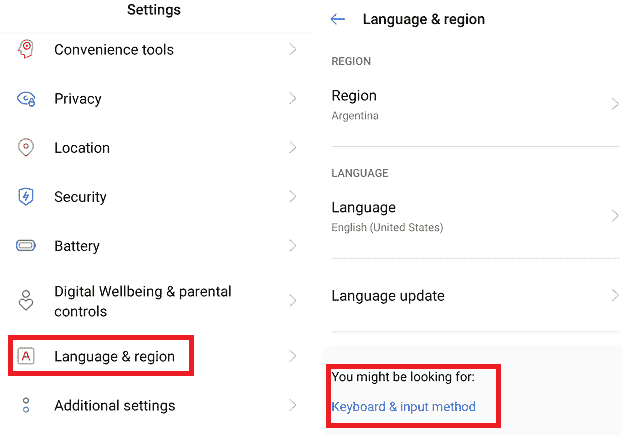 Settings
Convenience tools
Privacy
Location
Security
Battery
Digital Wellbeing & parental
controls
A
Language & region
Additional settings
Language & region
REGION
Region
Argentina
LANGUAGE
Language
English (United States)
Language update
You might be looking for:
Keyboard & input method